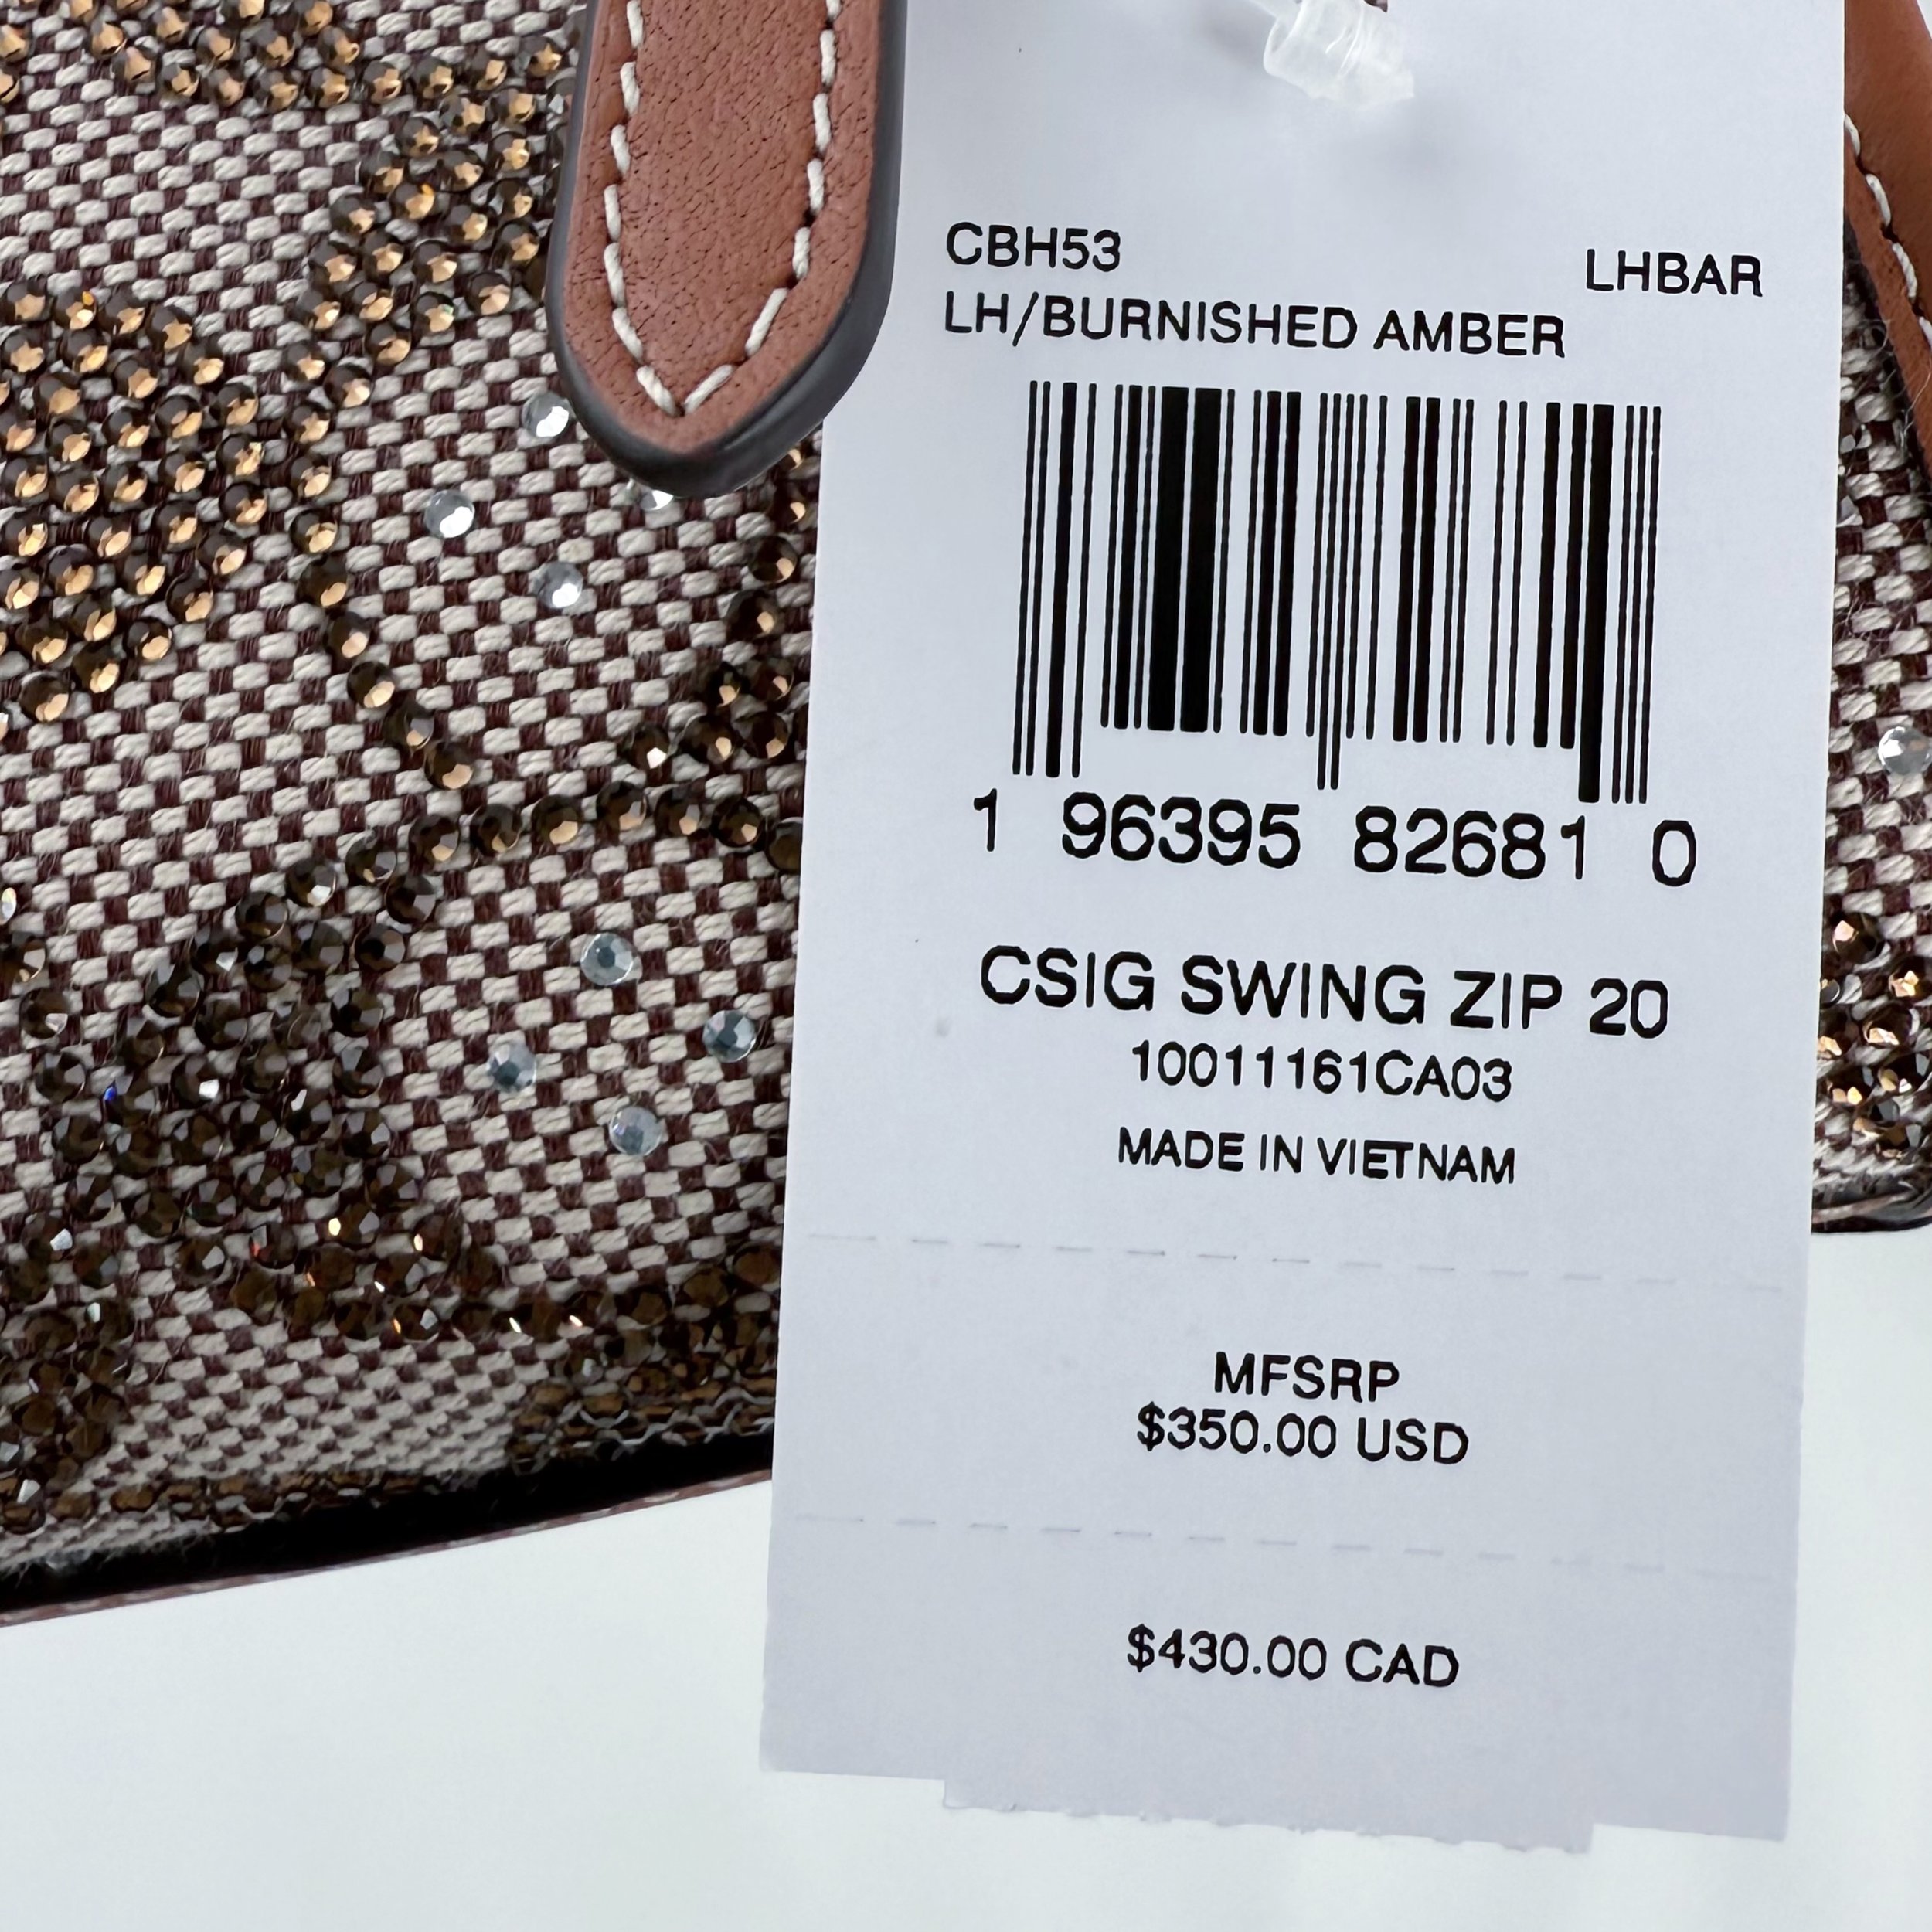 CBH53 LHBAR
LH/BURNISHED AMBER
1 96395 82681 0
CSIG SWING ZIP 20
10011161CA03
MADE IN VIETNAM
MFSRP
$350.00 USD
$430.00 CAD